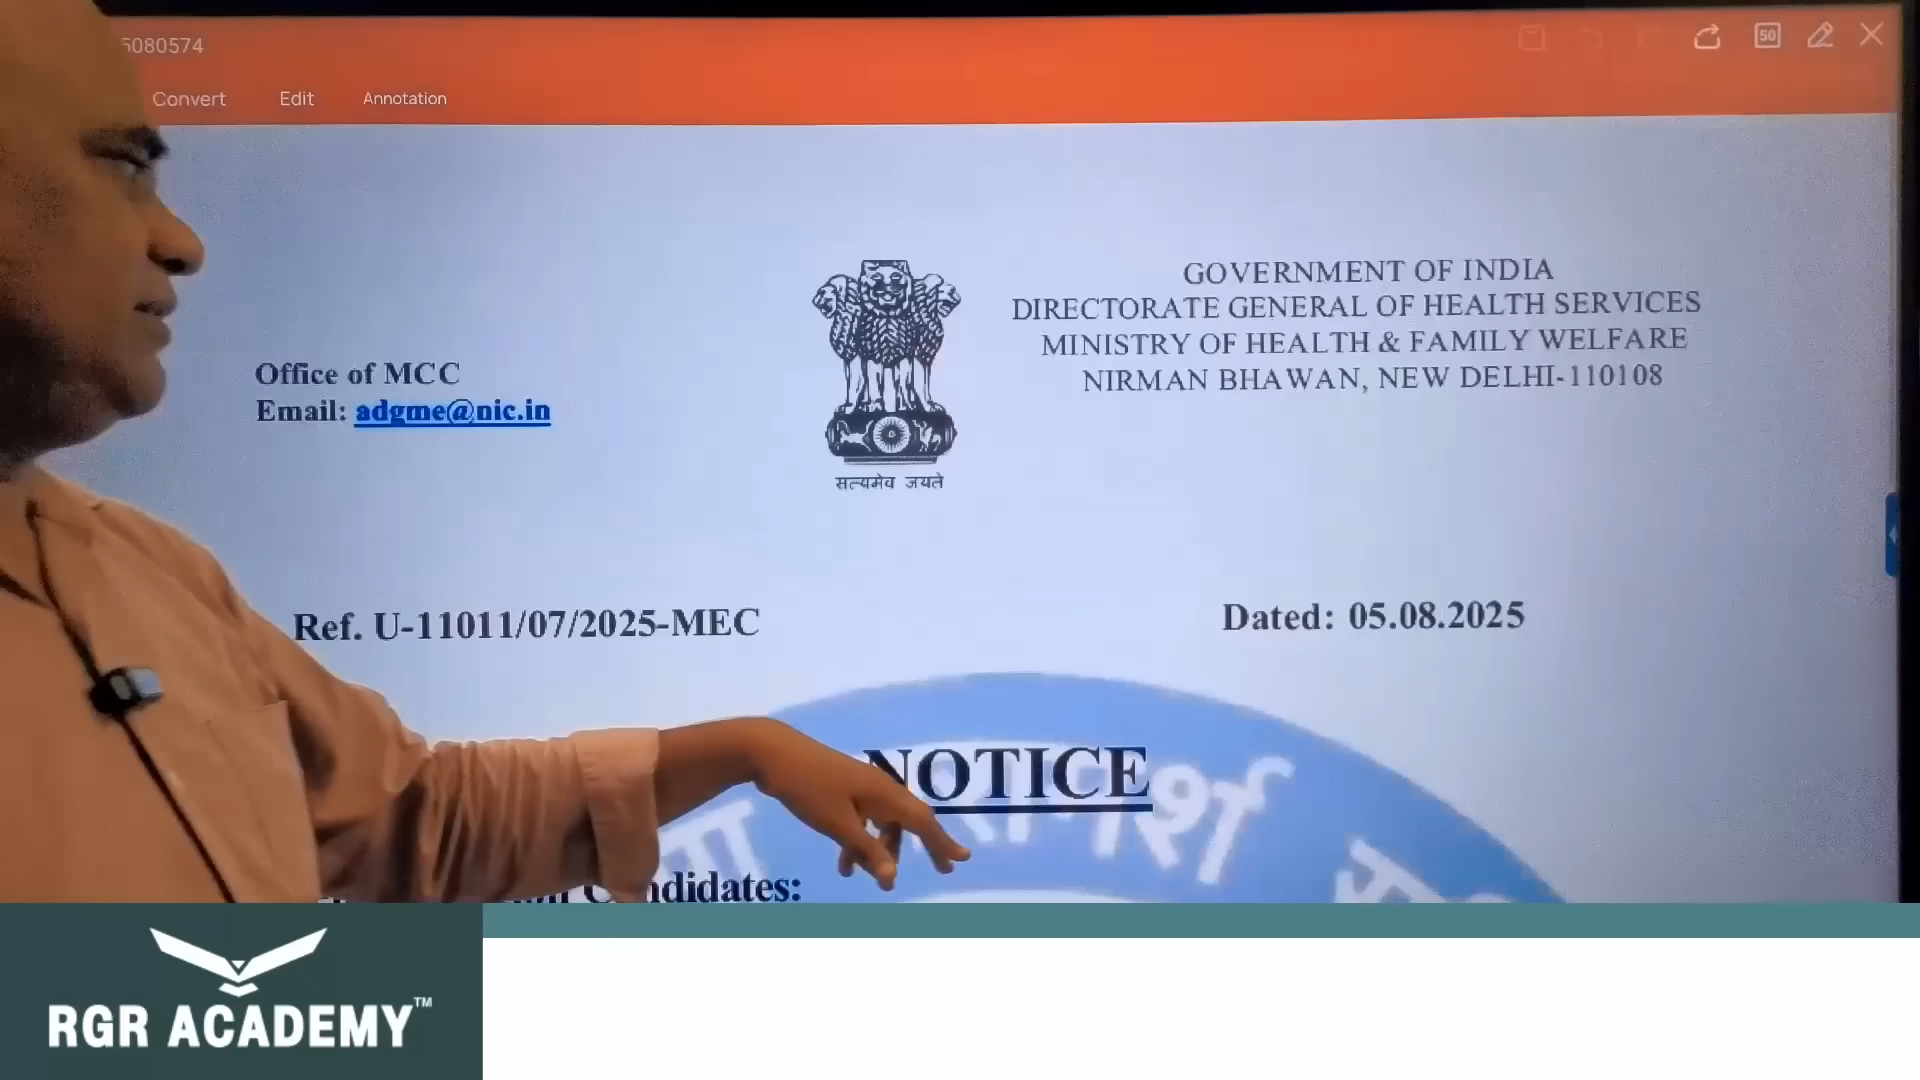 5080574
50
Convert Edit Annotation
GOVERNMENT OF INDIA
DIRECTORATE GENERAL OF HEALTH SERVICES
MINISTRY OF HEALTH & FAMILY WELFARE
NIRMAN BHAWAN, NEW DELHI-110108
Office of MCC
Email: adgme@nic.in
सत्यमेव जयते
Ref. U-11011/07/2025-MEC
Dated: 05.08.2025
NOTICE
RGR ACADEMY™